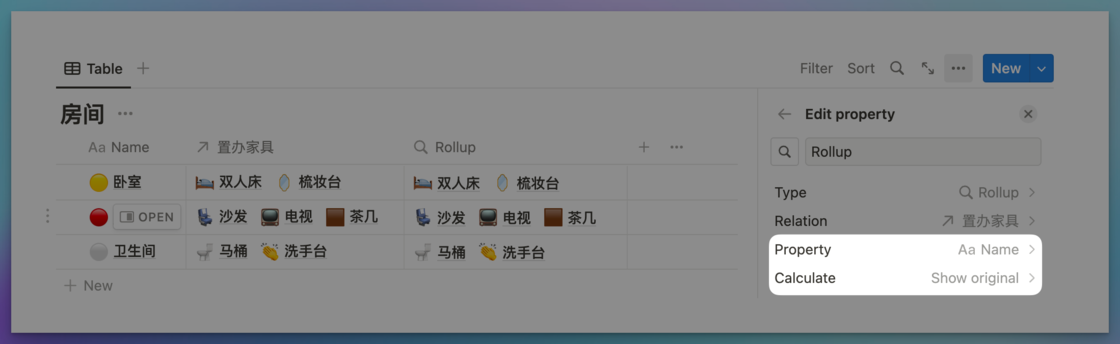 Table
Filter Sort New
房间
Edit property
Aa Name 置办家具 Rollup
Rollup
卧室 双人床 梳妆台 双人床 梳妆台
Type Rollup
OPEN 沙发 电视 茶几 沙发 电视 茶几
Relation 置办家具
卫生间 马桶 洗手台 马桶 洗手台
Property Aa Name
Calculate Show original
New